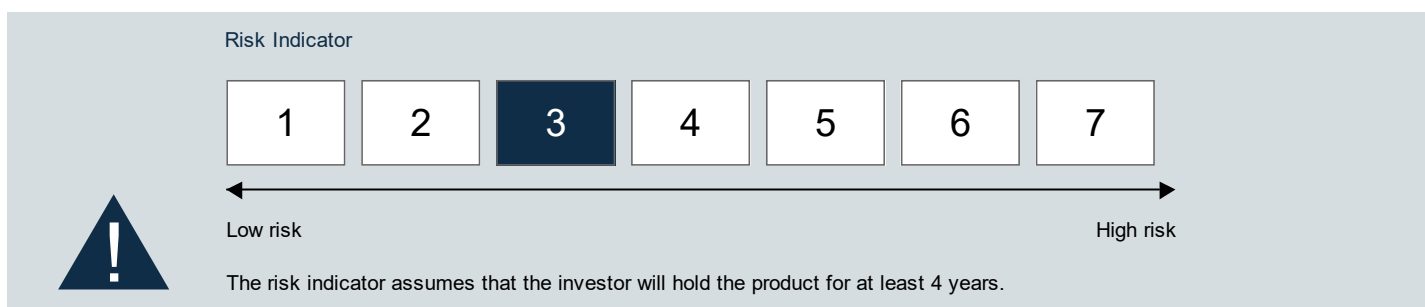 Risk Indicator
1 2 3 4 5 6 7
Low risk High risk
!
The risk indicator assumes that the investor will hold the product for at least 4 years.